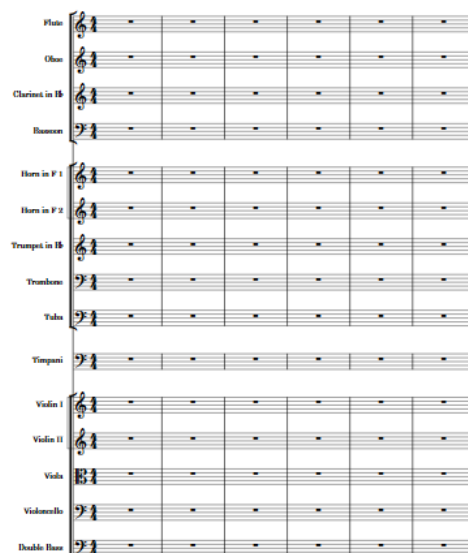 Flute
Oboe
Clarinet in B♭
Bassoon
Horn in F 1
Horn in F 2
Trumpet in B♭
Trombone
Tuba
Timpani
Violin I
Violin II
Viola
Violoncello
Double Bass